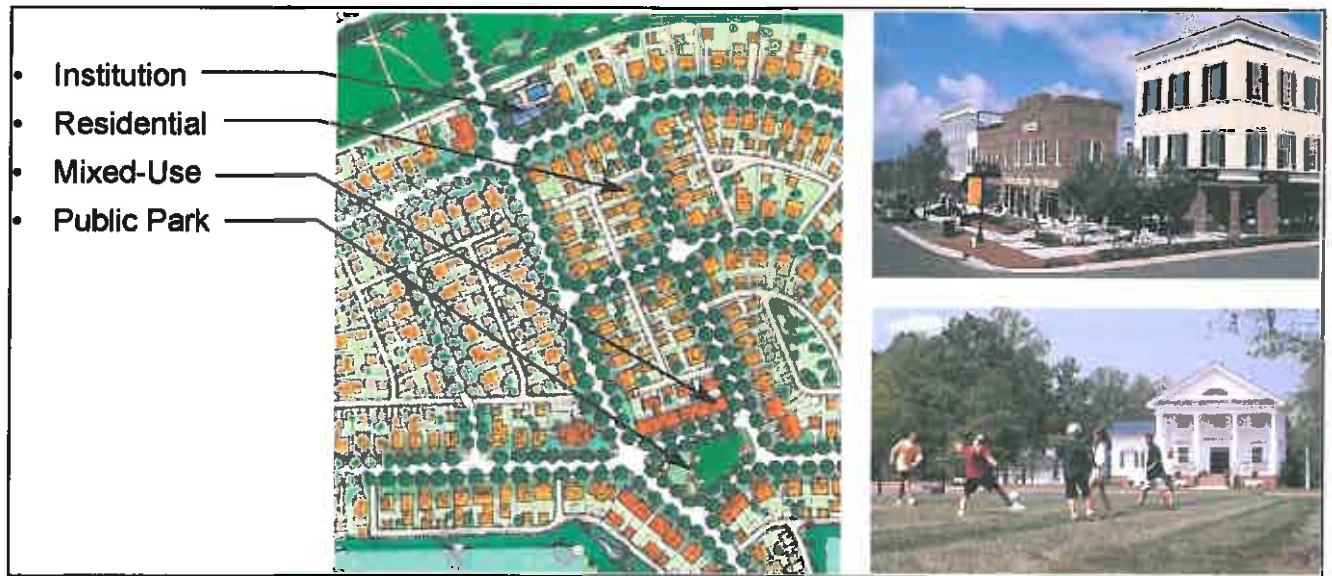 • Institution
• Residential
• Mixed-Use
• Public Park